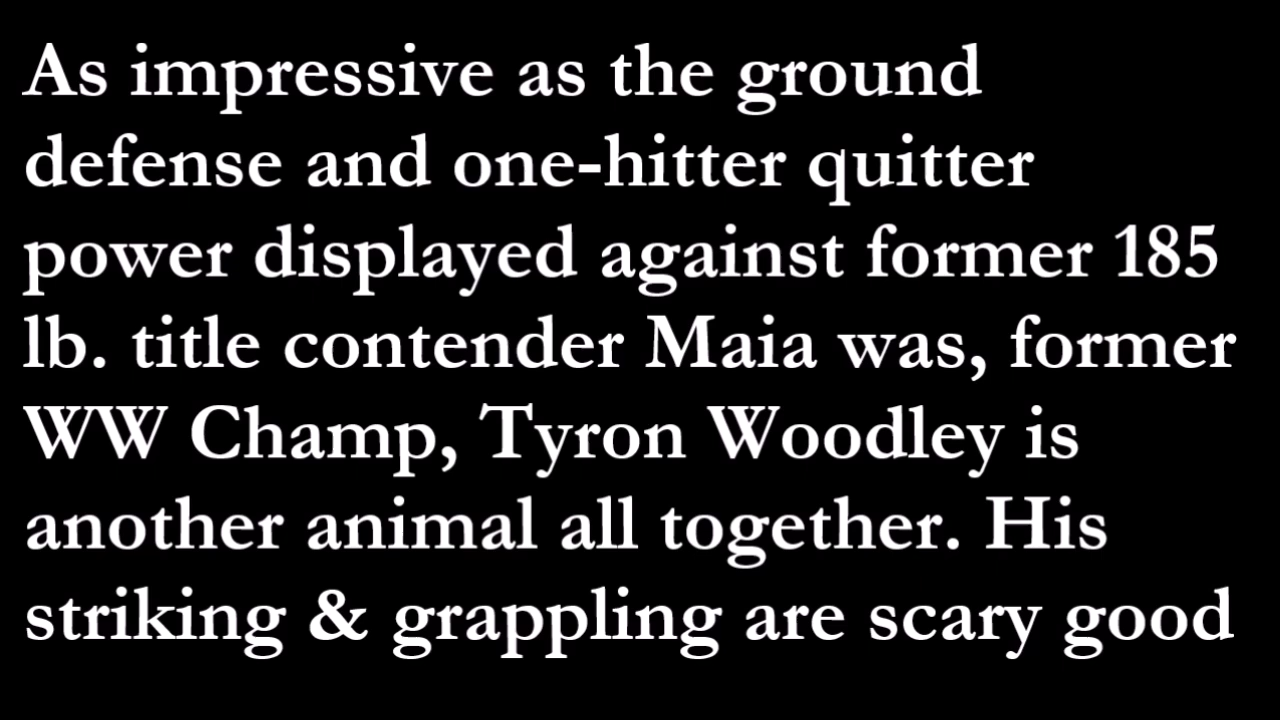 As impressive as the ground
defense and one-hitter quitter
power displayed against former 185
lb. title contender Maia was, former
WW Champ, Tyron Woodley is
another animal all together. His
striking & grappling are scary good